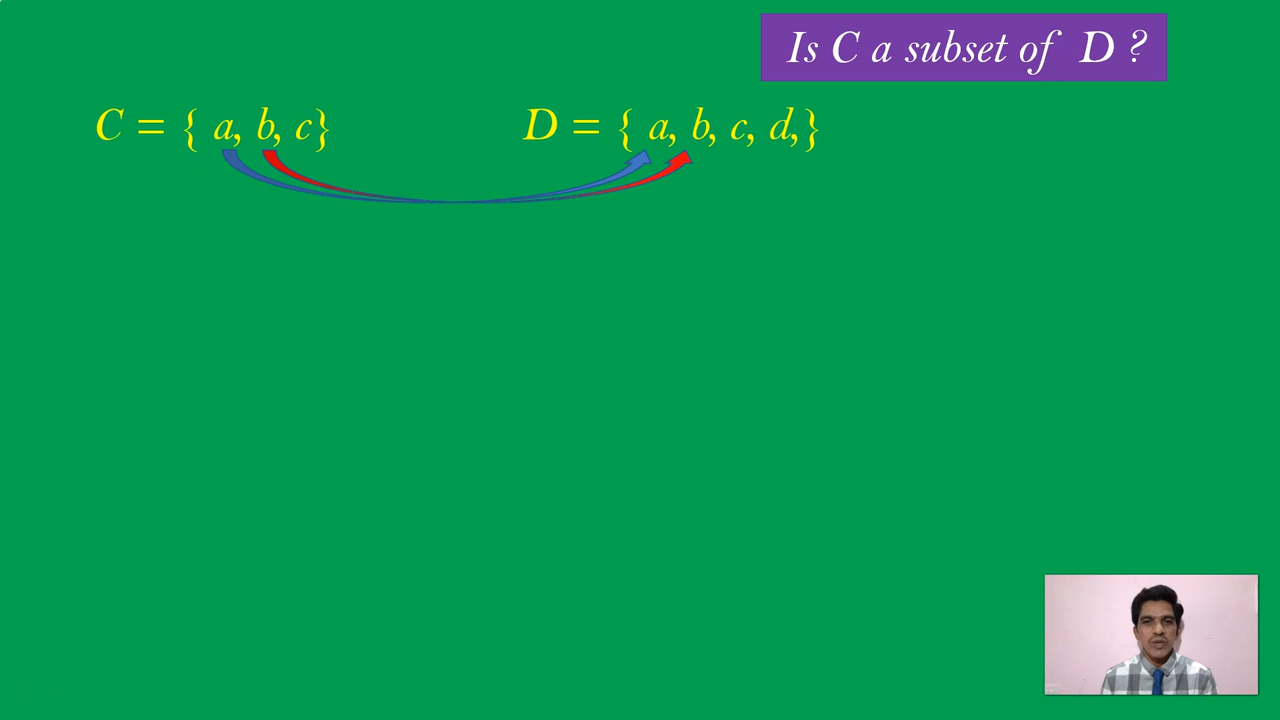 Is C a subset of D ?
C = { a, b, c} D = { a, b, c, d,}